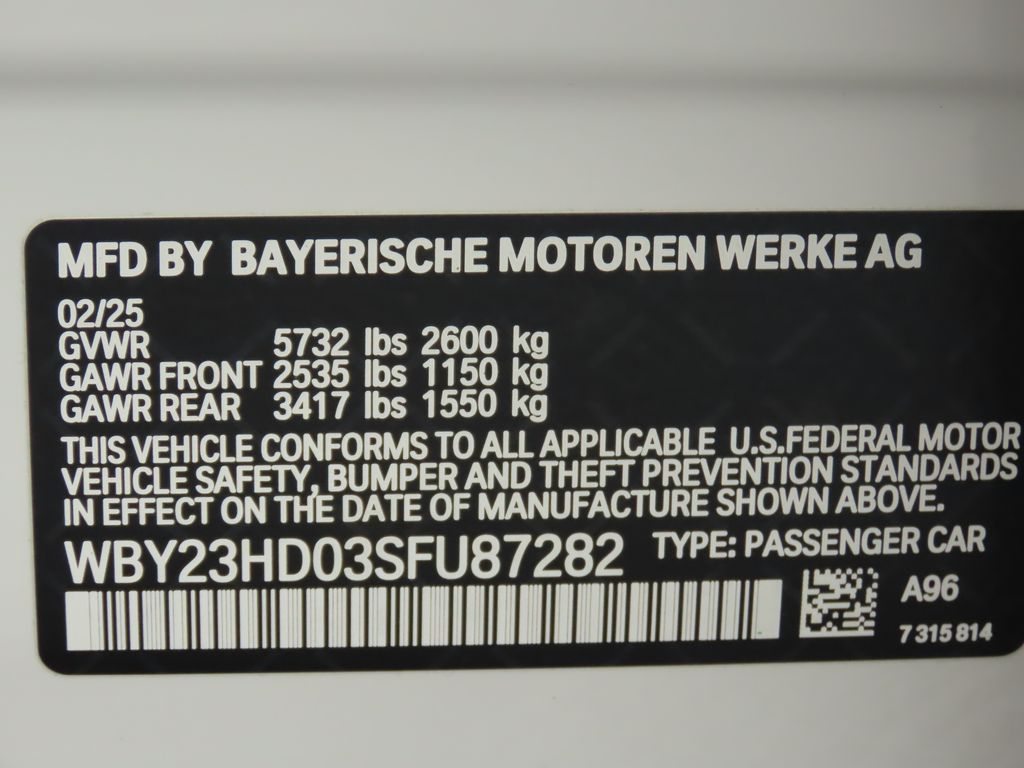 MFD BY BAYERISCHE MOTOREN WERKE AG
02/25
GVWR 5732 lbs 2600 kg
GAWR FRONT 2535 lbs 1150 kg
GAWR REAR 3417 lbs 1550 kg
THIS VEHICLE CONFORMS TO ALL APPLICABLE U.S.FEDERAL MOTOR
VEHICLE SAFETY, BUMPER AND THEFT PREVENTION STANDARDS
IN EFFECT ON THE DATE OF MANUFACTURE SHOWN ABOVE.
WBY23HD03SFU87282 TYPE: PASSENGER CAR
A96
7 315 814